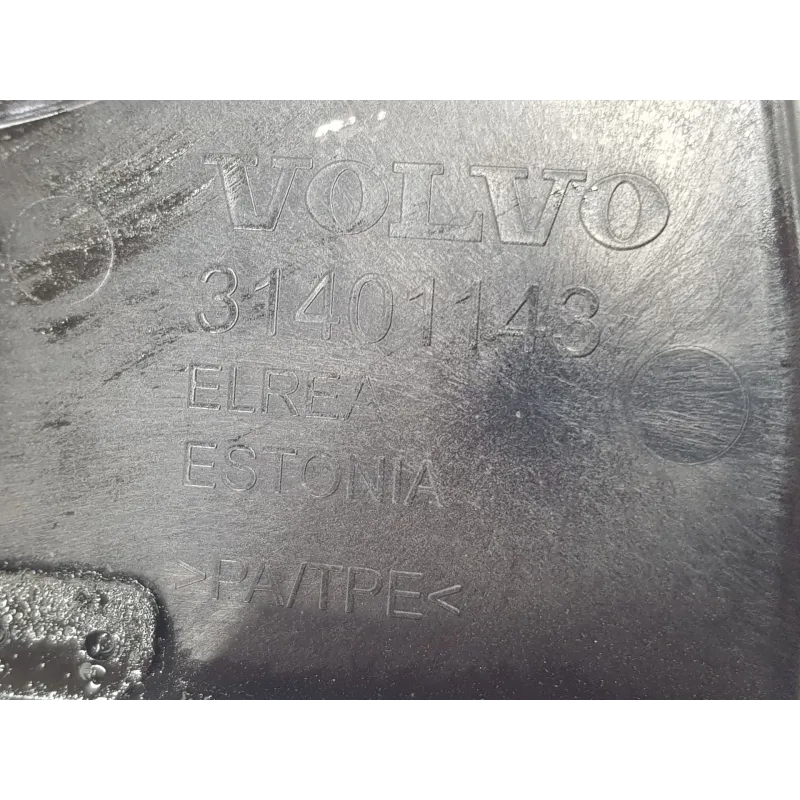 VOLVO
31401143
ELREA
ESTONIA
>PA/TPE<